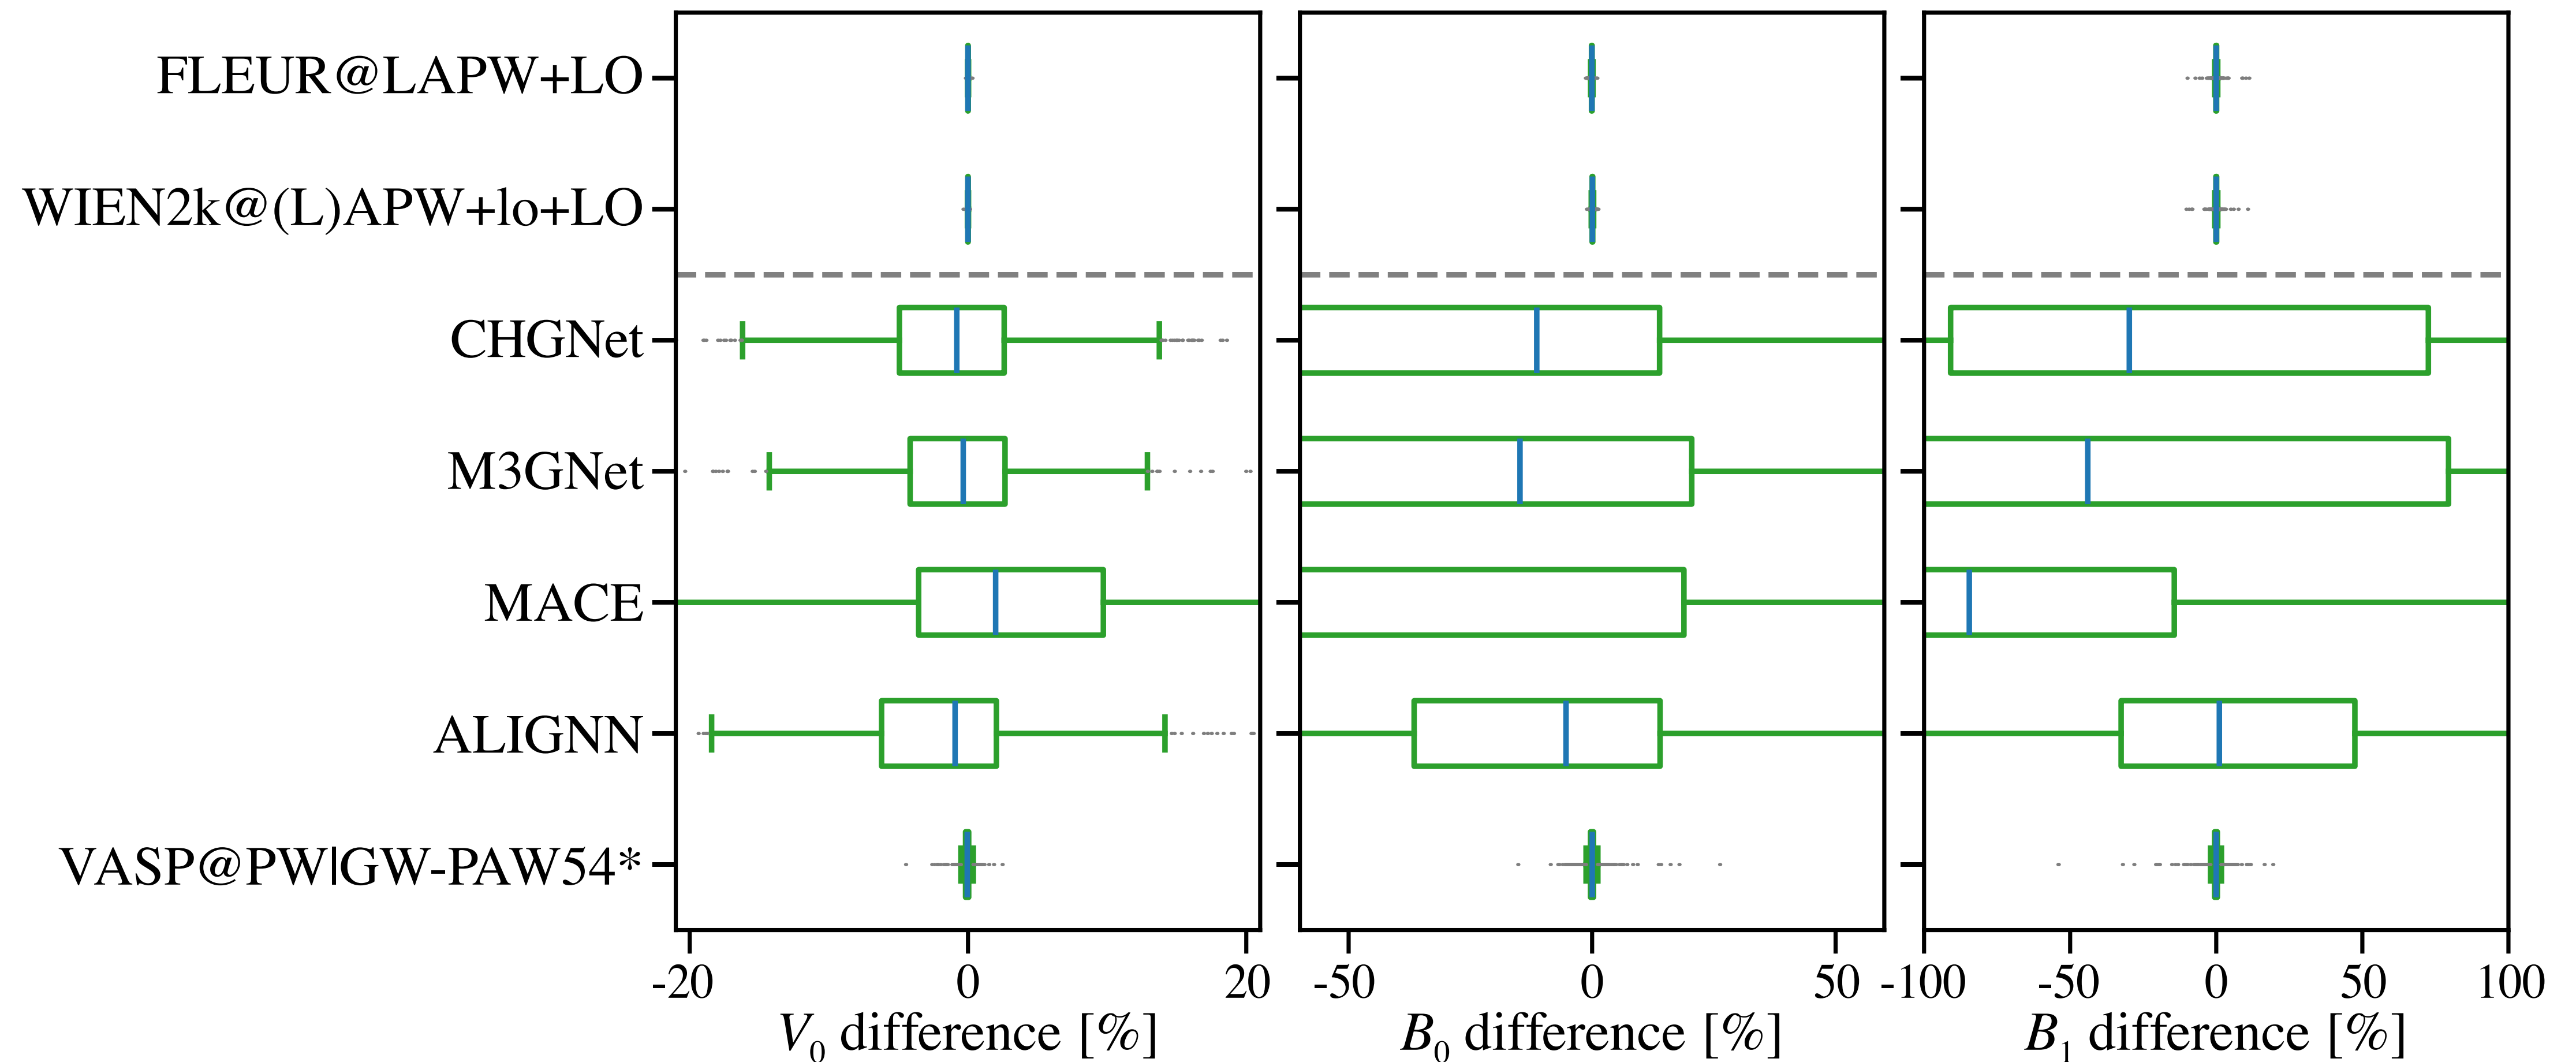 FLEUR@LAPW+LO
WIEN2k@(L)APW+lo+LO
CHGNet
M3GNet
MACE
ALIGNN
VASP@PW|GW-PAW54*
-20 0 20 -50 0 50 -100 -50 0 50 100
V₀ difference [%] B₀ difference [%] B₁ difference [%]